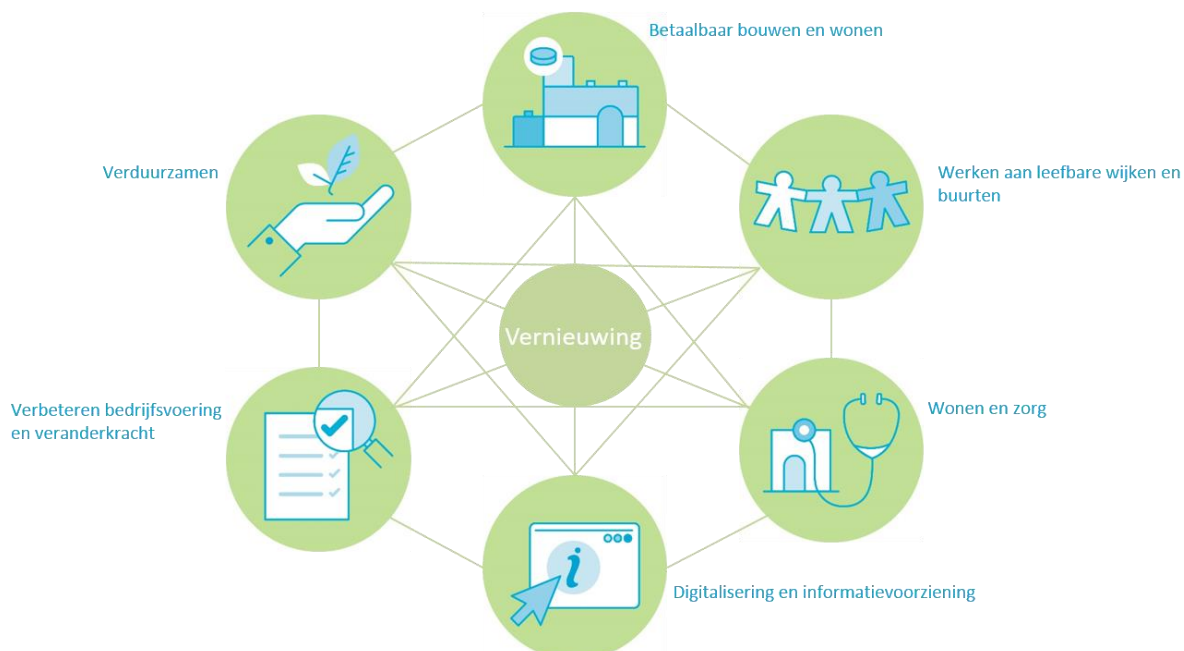 Betaalbaar bouwen en wonen
Verduurzamen
Werken aan leefbare wijken en
buurten
Vernieuwing
Verbeteren bedrijfsvoering
en veranderkracht
Wonen en zorg
i
Digitalisering en informatievoorziening